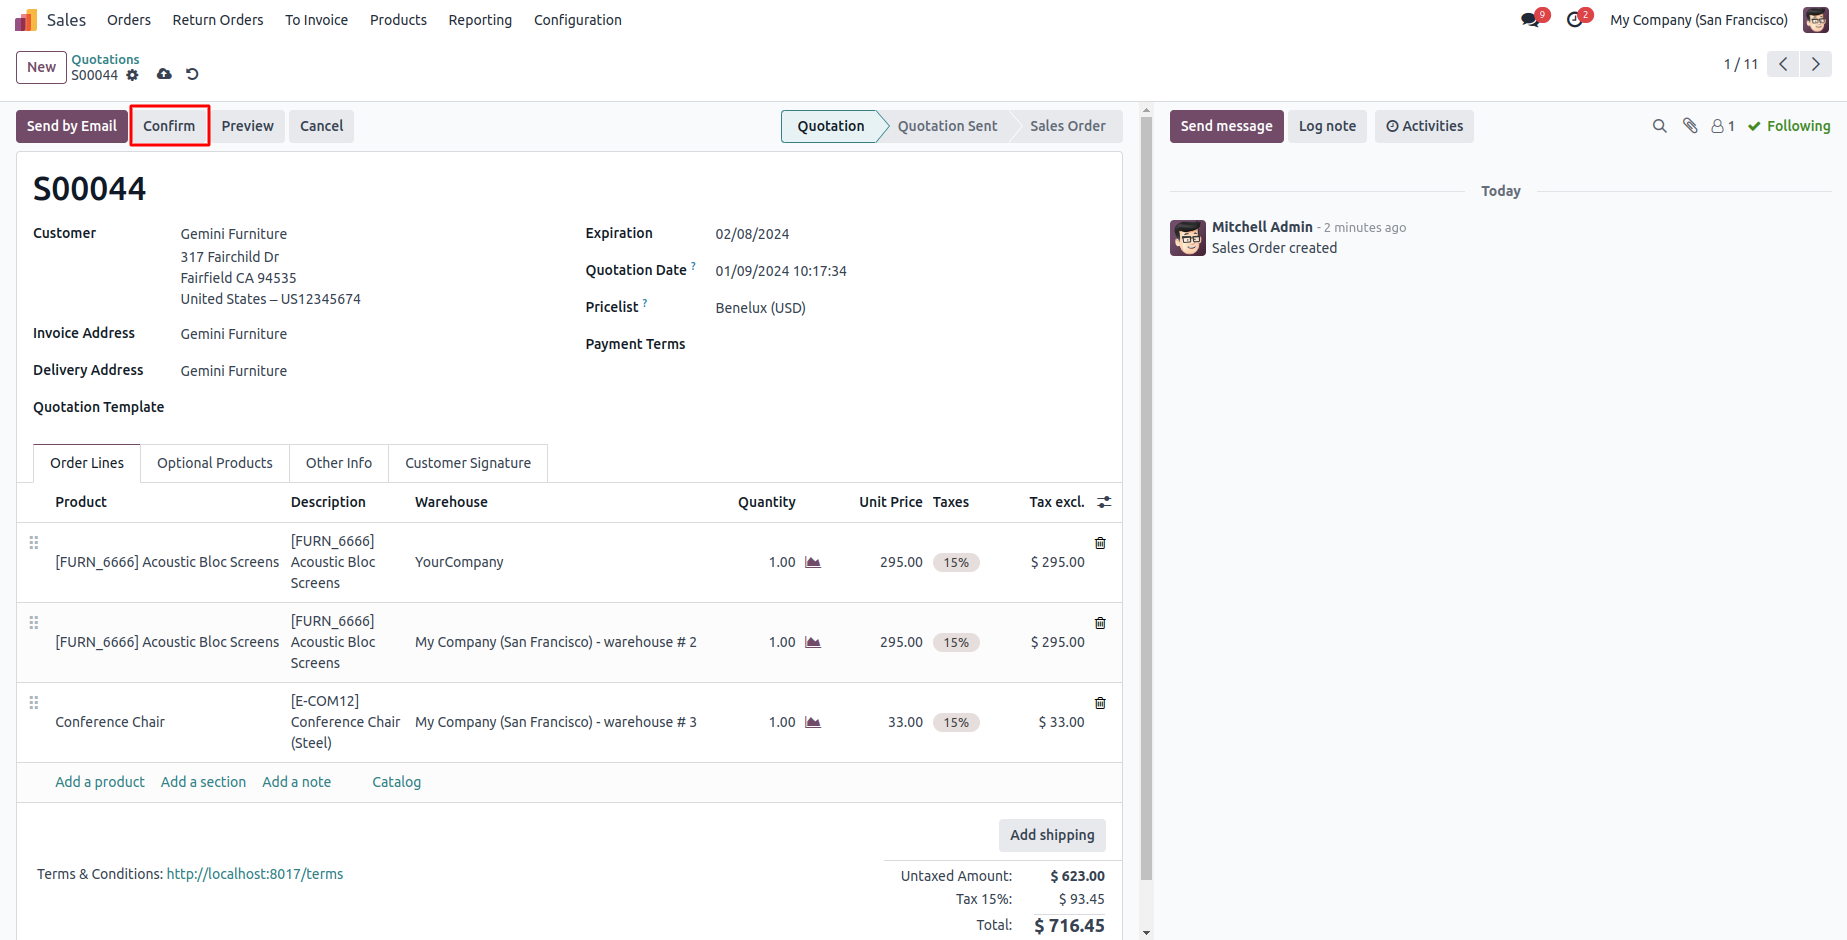 Sales Orders Return Orders To Invoice Products Reporting Configuration 9 2 My Company (San Francisco)
New Quotations
S00044
1 / 11
Send by Email Confirm Preview Cancel Quotation Quotation Sent Sales Order
Send message Log note Activities 1 Following
S00044
Customer Gemini Furniture
317 Fairchild Dr
Fairfield CA 94535
United States – US12345674
Invoice Address Gemini Furniture
Delivery Address Gemini Furniture
Quotation Template
Expiration 02/08/2024
Quotation Date ? 01/09/2024 10:17:34
Pricelist ? Benelux (USD)
Payment Terms
Order Lines Optional Products Other Info Customer Signature
Product Description Warehouse Quantity Unit Price Taxes Tax excl.
[FURN_6666] Acoustic Bloc Screens [FURN_6666]
Acoustic Bloc
Screens YourCompany 1.00 295.00 15% $ 295.00
[FURN_6666] Acoustic Bloc Screens [FURN_6666]
Acoustic Bloc
Screens My Company (San Francisco) - warehouse # 2 1.00 295.00 15% $ 295.00
Conference Chair [E-COM12]
Conference Chair
(Steel) My Company (San Francisco) - warehouse # 3 1.00 33.00 15% $ 33.00
Add a product Add a section Add a note Catalog
Add shipping
Terms & Conditions: http://localhost:8017/terms
Untaxed Amount: $ 623.00
Tax 15%: $ 93.45
Total: $ 716.45
Today
Mitchell Admin - 2 minutes ago
Sales Order created